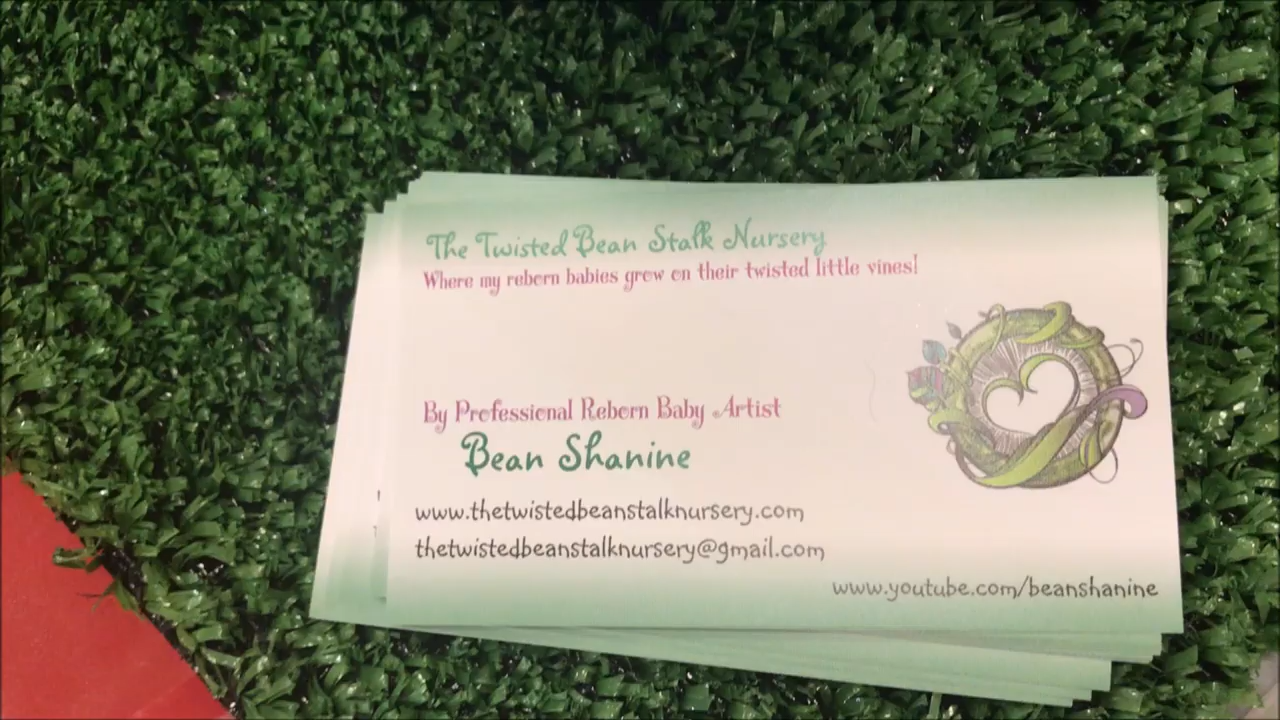 The Twisted Bean Stalk Nursery
Where my reborn babies grow on their twisted little vines!
By Professional Reborn Baby Artist
Bean Shanine
www.thetwistedbeanstalknursery.com
thetwistedbeanstalknursery@gmail.com
www.youtube.com/beanshanine